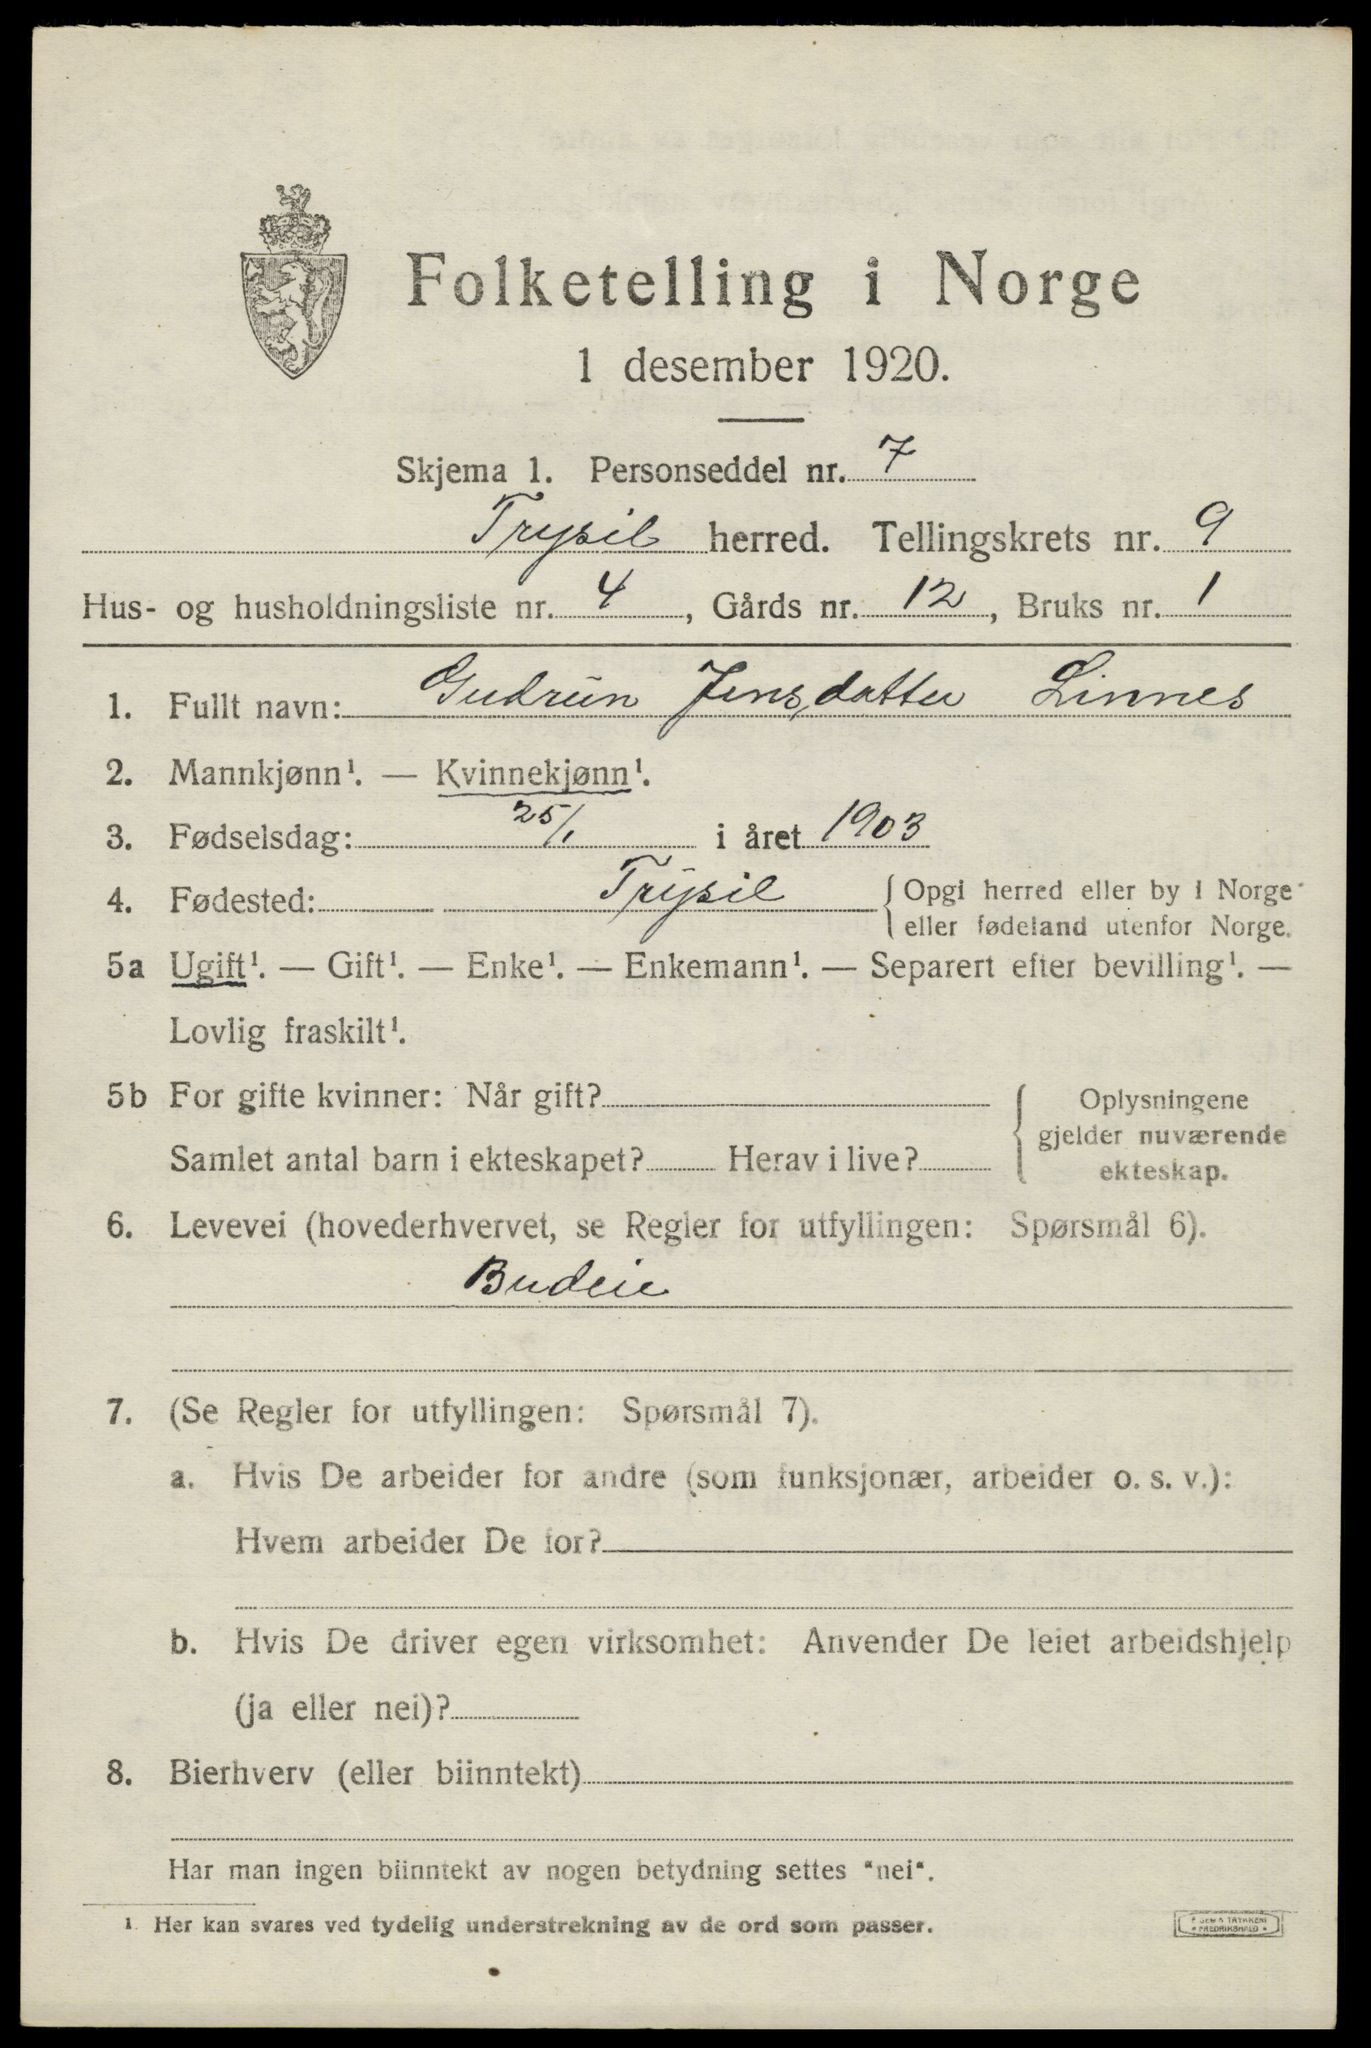 Folketelling i Norge
1 desember 1920.
Skjema 1. Personseddel nr. 7
Trysil herred. Tellingskrets nr. 9
Hus- og husholdningsliste nr. 4, Gårds nr. 12, Bruks nr. 1
1. Fullt navn: Gudrun Jensdatter Linnes
2. Mannkjønn¹. — Kvinnekjønn¹.
3. Fødselsdag: 25/1 i året 1903
4. Fødested: Trysil { Opgi herred eller by i Norge
eller fødeland utenfor Norge.
5a Ugift¹. — Gift¹. — Enke¹. — Enkemann¹. — Separert efter bevilling¹. —
Lovlig fraskilt¹.
5b For gifte kvinner: Når gift? { Oplysningene
gjelder nuværende
Samlet antal barn i ekteskapet? Herav i live? ekteskap.
6. Levevei (hovederhvervet, se Regler for utfyllingen: Spørsmål 6).
Budeie
7. (Se Regler for utfyllingen: Spørsmål 7).
a. Hvis De arbeider for andre (som funksjonær, arbeider o. s. v.):
Hvem arbeider De for?
b. Hvis De driver egen virksomhet: Anvender De leiet arbeidshjelp
(ja eller nei)?
8. Bierhverv (eller biinntekt)
Har man ingen biinntekt av nogen betydning settes "nei".
1. Her kan svares ved tydelig understrekning av de ord som passer.
FREDRIKSHALD